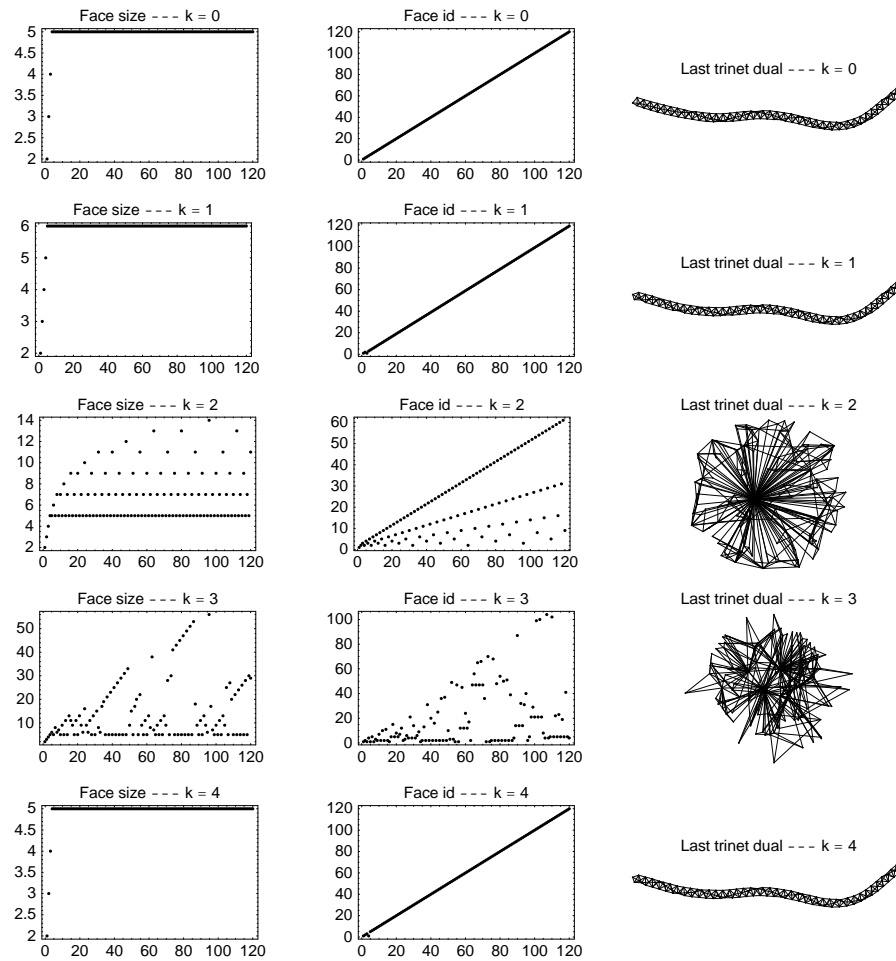 Face size --- k = 0
5
4.5
4
3.5
3
2.5
2
0 20 40 60 80 100 120
Face id --- k = 0
120
100
80
60
40
20
0
0 20 40 60 80 100 120
Last trinet dual --- k = 0
Face size --- k = 1
6
5
4
3
2
0 20 40 60 80 100 120
Face id --- k = 1
120
100
80
60
40
20
0
0 20 40 60 80 100 120
Last trinet dual --- k = 1
Face size --- k = 2
14
12
10
8
6
4
2
0 20 40 60 80 100 120
Face id --- k = 2
60
50
40
30
20
10
0
0 20 40 60 80 100 120
Last trinet dual --- k = 2
Face size --- k = 3
50
40
30
20
10
0 20 40 60 80 100 120
Face id --- k = 3
100
80
60
40
20
0
0 20 40 60 80 100 120
Last trinet dual --- k = 3
Face size --- k = 4
5
4.5
4
3.5
3
2.5
2
0 20 40 60 80 100 120
Face id --- k = 4
120
100
80
60
40
20
0
0 20 40 60 80 100 120
Last trinet dual --- k = 4